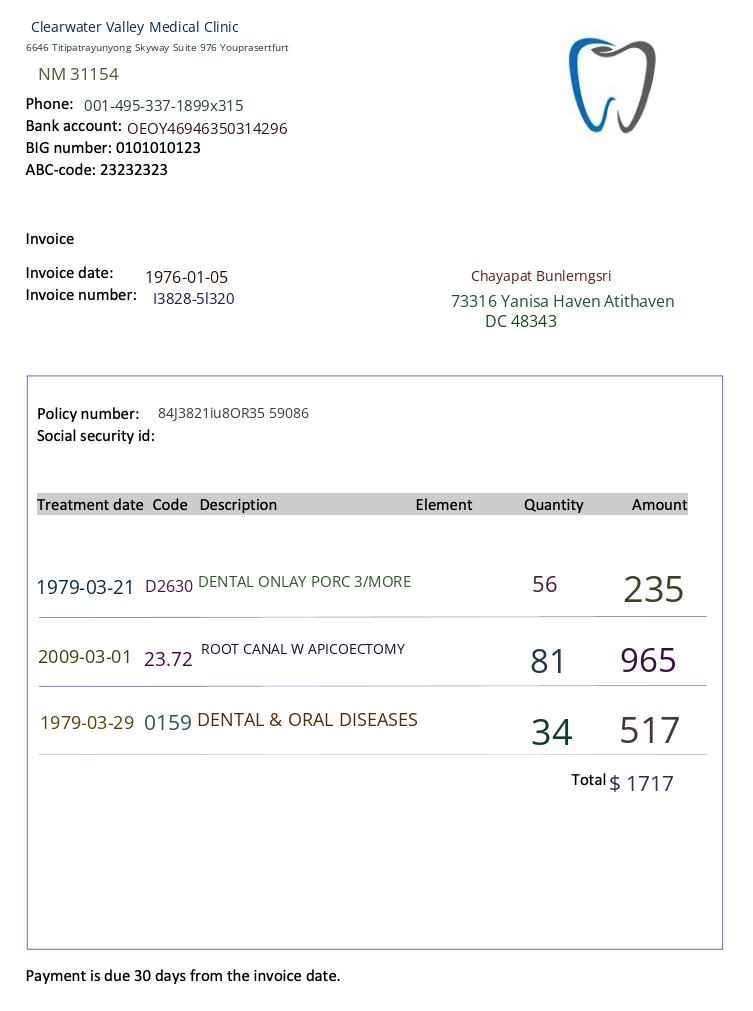 Clearwater Valley Medical Clinic
6646 Titipatrayunyong Skyway Suite 976 Youprasertfurt
NM 31154
Phone: 001-495-337-1899x315
Bank account: OEOY46946350314296
BIG number: 0101010123
ABC-code: 23232323
Invoice
Invoice date: 1976-01-05
Invoice number: I3828-5l320
Chayapat Bunlerngsri
73316 Yanisa Haven Atithaven
DC 48343
Policy number: 84J3821iu8OR35 59086
Social security id:
Treatment date Code Description Element Quantity Amount
1979-03-21 D2630 DENTAL ONLAY PORC 3/MORE 56 235
2009-03-01 23.72 ROOT CANAL W APICOECTOMY 81 965
1979-03-29 0159 DENTAL & ORAL DISEASES 34 517
Total $ 1717
Payment is due 30 days from the invoice date.